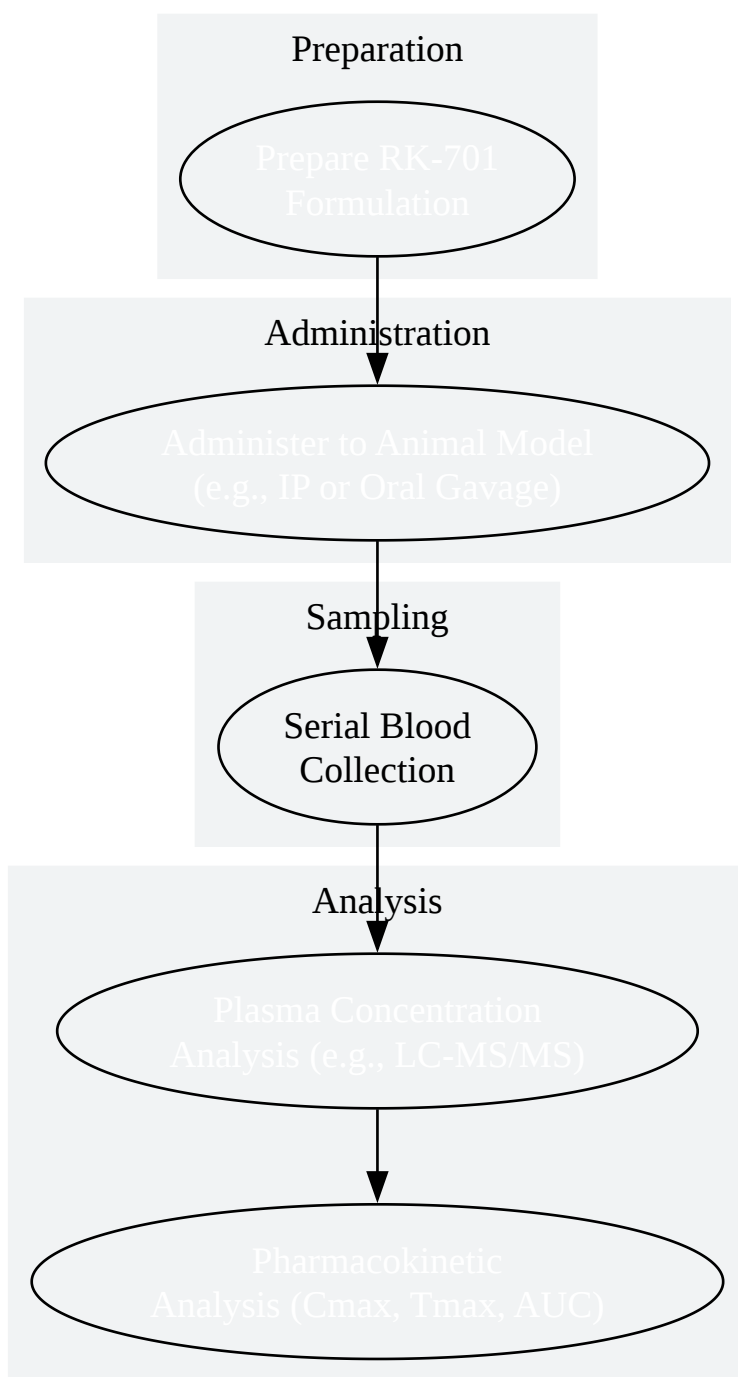 Preparation
Prepare RK-701
Formulation
Administration
Administer to Animal Model
(e.g., IP or Oral Gavage)
Sampling
Serial Blood
Collection
Analysis
Plasma Concentration
Analysis (e.g., LC-MS/MS)
Pharmacokinetic
Analysis (Cmax, Tmax, AUC)